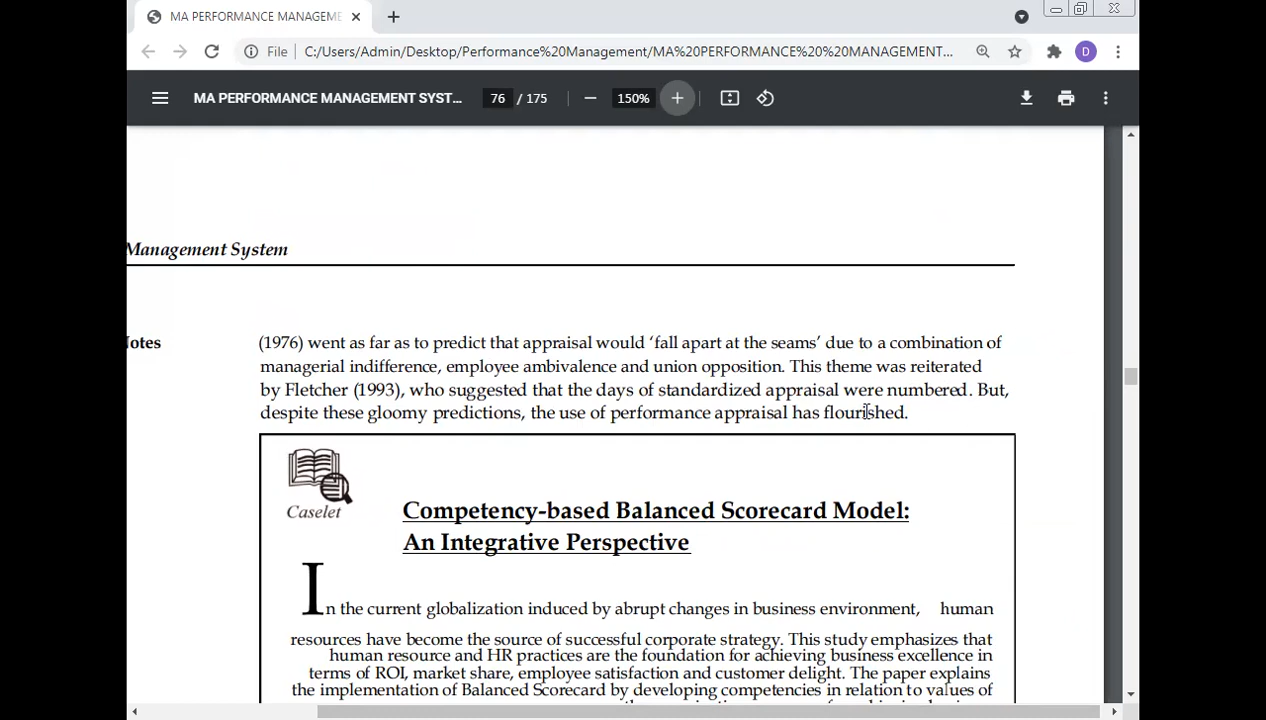 MA PERFORMANCE MANAGEME
File C:/Users/Admin/Desktop/Performance%20Management/MA%20PERFORMANCE%20%20MANAGEMENT...
D
MA PERFORMANCE MANAGEMENT SYST... 76 / 175 150%
Management System
Notes
(1976) went as far as to predict that appraisal would ‘fall apart at the seams’ due to a combination of
managerial indifference, employee ambivalence and union opposition. This theme was reiterated
by Fletcher (1993), who suggested that the days of standardized appraisal were numbered. But,
despite these gloomy predictions, the use of performance appraisal has flourished.
Caselet
Competency-based Balanced Scorecard Model:
An Integrative Perspective
In the current globalization induced by abrupt changes in business environment, human
resources have become the source of successful corporate strategy. This study emphasizes that
human resource and HR practices are the foundation for achieving business excellence in
terms of ROI, market share, employee satisfaction and customer delight. The paper explains
the implementation of Balanced Scorecard by developing competencies in relation to values of